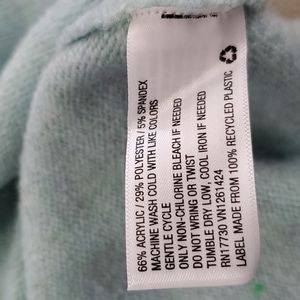 66% ACRYLIC / 29% POLYESTER / 5% SPANDEX
MACHINE WASH COLD WITH LIKE COLORS
GENTLE CYCLE
ONLY NON-CHLORINE BLEACH IF NEEDED
DO NOT WRING OR TWIST
TUMBLE DRY LOW, COOL IRON IF NEEDED
RN17730 VN1261424
LABEL MADE FROM 100% RECYCLED PLASTIC